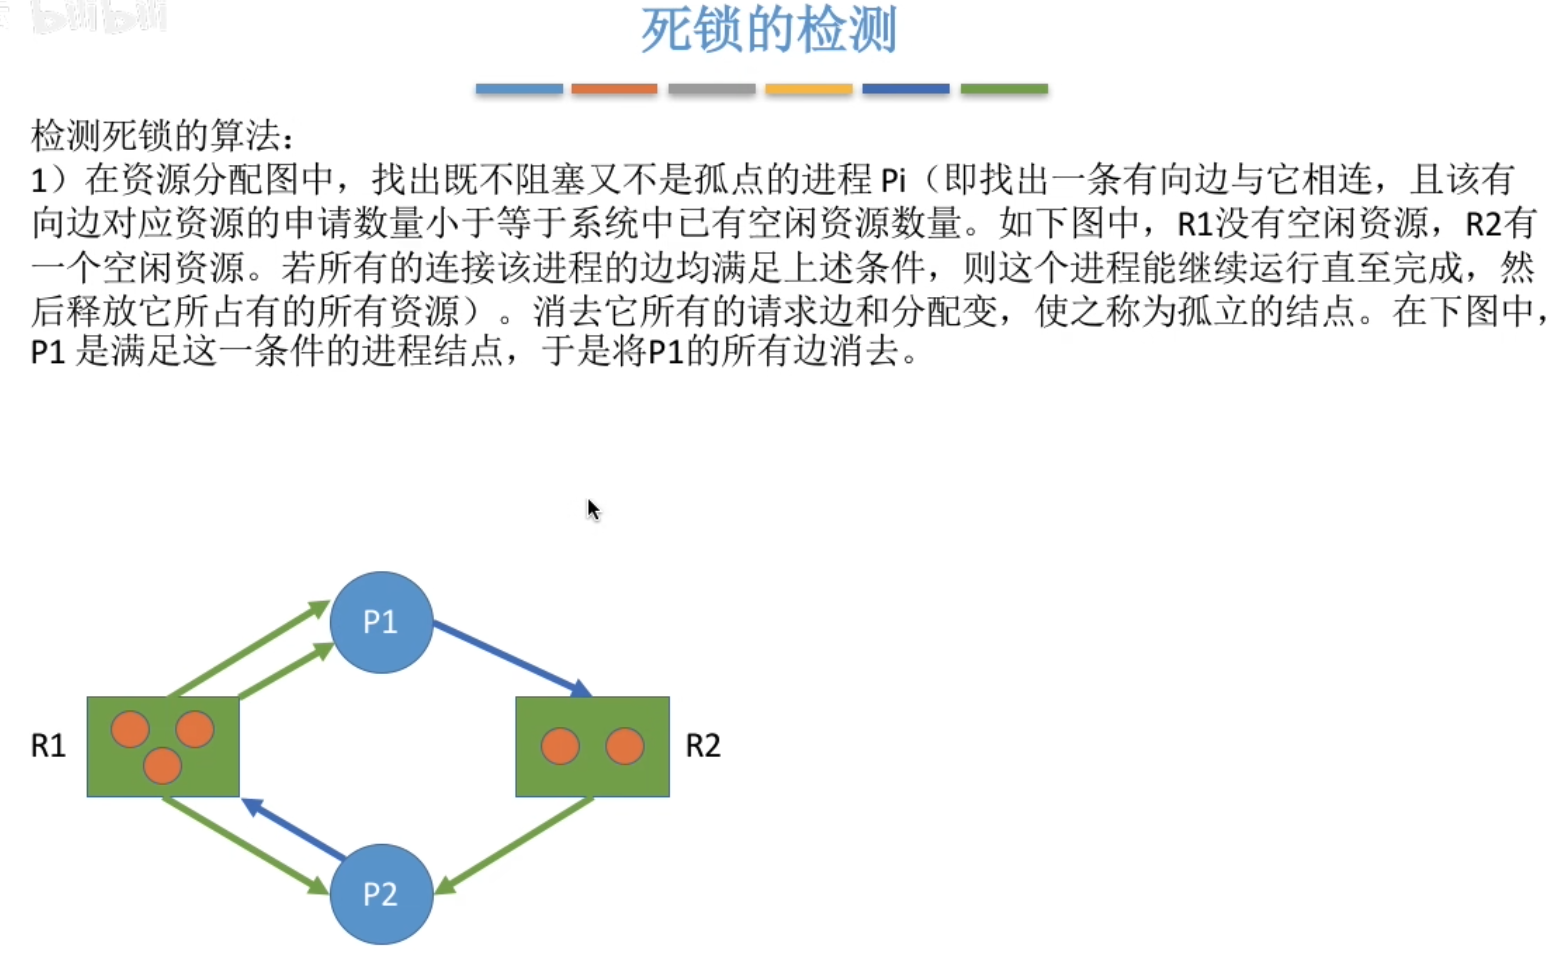 bilibili
死锁的检测
检测死锁的算法：
1）在资源分配图中，找出既不阻塞又不是孤点的进程 Pi（即找出一条有向边与它相连，且该有
向边对应资源的申请数量小于等于系统中已有空闲资源数量。如下图中，R1没有空闲资源，R2有
一个空闲资源。若所有的连接该进程的边均满足上述条件，则这个进程能继续运行直至完成，然
后释放它所占有的所有资源）。消去它所有的请求边和分配变，使之称为孤立的结点。在下图中，
P1 是满足这一条件的进程结点，于是将P1的所有边消去。
P1
R1
R2
P2